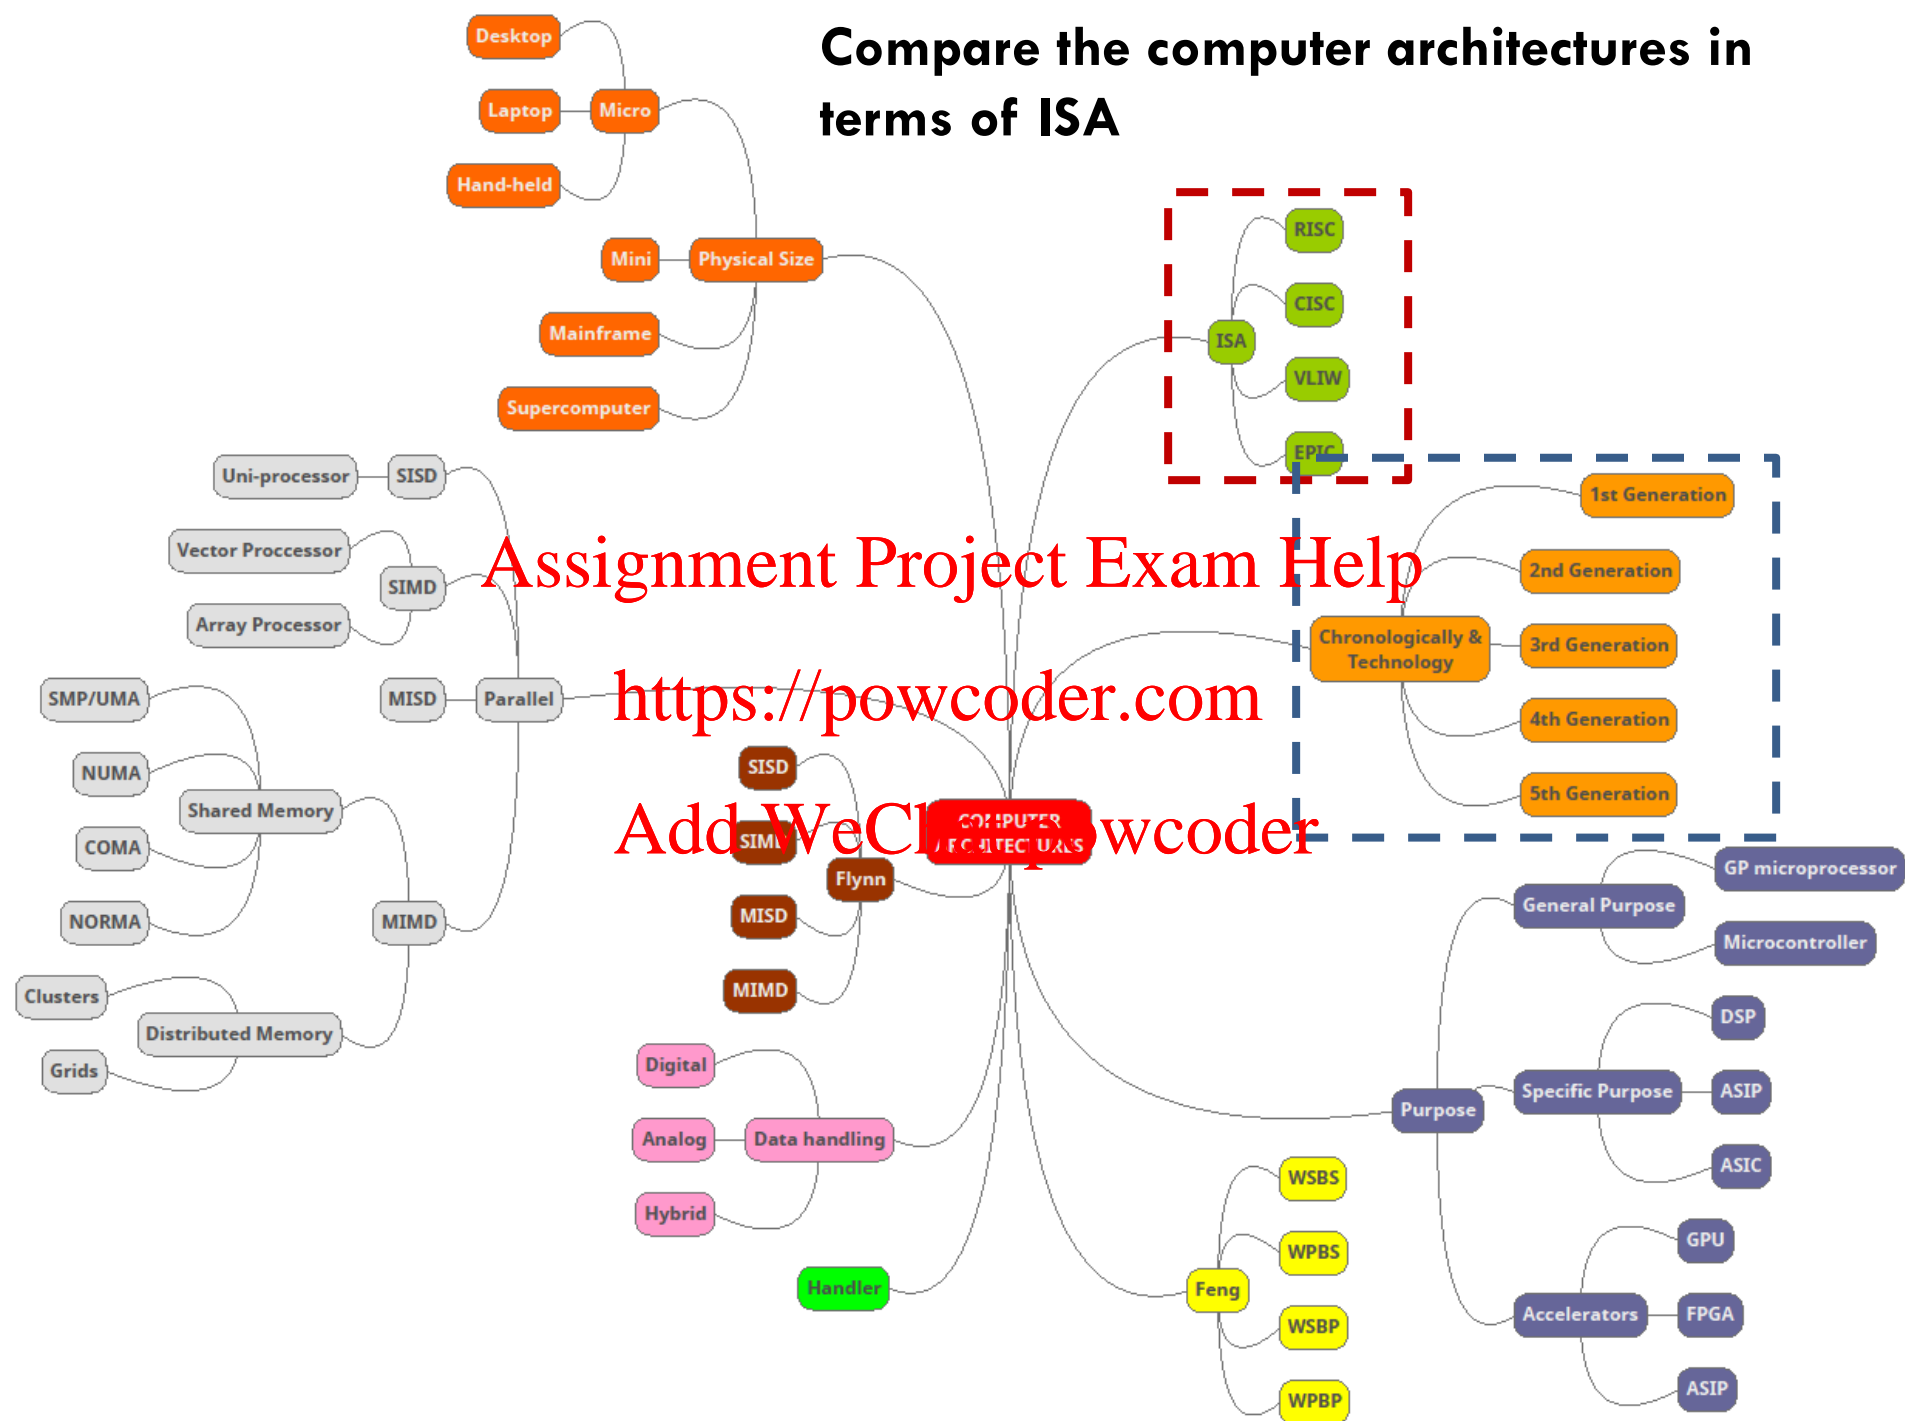 Compare the computer architectures in
terms of ISA
Desktop
Laptop
Micro
Hand-held
Mini
Physical Size
Mainframe
Supercomputer
RISC
CISC
ISA
VLIW
EPIC
Uni-processor
SISD
Vector Proccessor
SIMD
Array Processor
SMP/UMA
MISD
Parallel
NUMA
Shared Memory
COMA
NORMA
MIMD
Clusters
Distributed Memory
Grids
1st Generation
2nd Generation
Chronologically &
Technology
3rd Generation
4th Generation
5th Generation
Assignment Project Exam Help
https://powcoder.com
Add WeChat powcoder
SISD
SIMD
COMPUTER
ARCHITECTURES
Flynn
MISD
MIMD
Digital
Analog
Data handling
Hybrid
Handler
GP microprocessor
General Purpose
Microcontroller
DSP
Purpose
Specific Purpose
ASIP
ASIC
WSBS
WPBS
Feng
WSBP
WPBP
GPU
Accelerators
FPGA
ASIP